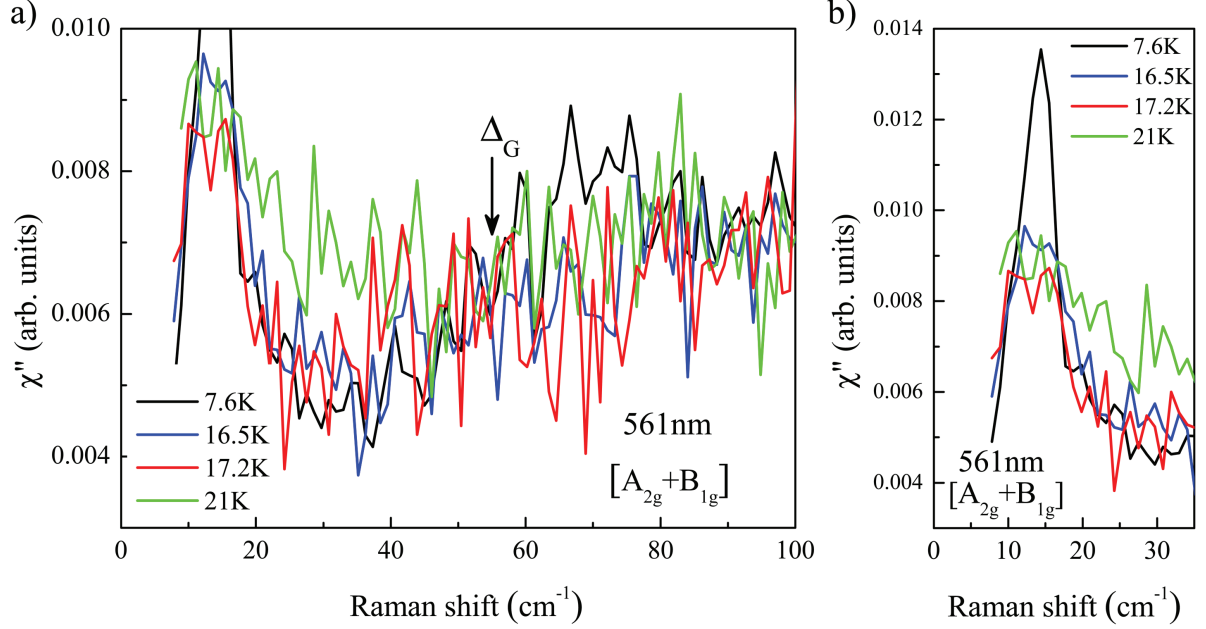 a)
0.010
0.008
0.006
0.004
χ'' (arb. units)
Δ_G
7.6K
16.5K
17.2K
21K
561nm
[A_2g+B_1g]
0 20 40 60 80 100
Raman shift (cm^-1)
b)
0.014
0.012
0.010
0.008
0.006
0.004
χ'' (arb. units)
7.6K
16.5K
17.2K
21K
561nm
[A_2g+B_1g]
0 10 20 30
Raman shift (cm^-1)